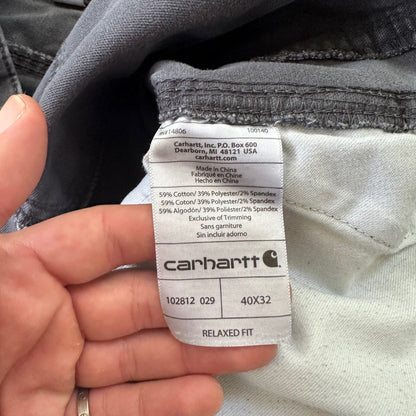 14806 100140
Carhartt, Inc. P.O. Box 600
Dearborn, MI 48121 USA
carhartt.com
Made in China
Fabriqué en China
Hecho en China
59% Cotton/ 39% Polyester/2% Spandex
59% Coton/ 39% Polyester/2% Spandex
59% Algodón/ 39% Poliéster/2% Spandex
Exclusive of Trimming
Sans garniture
Sin incluir adorno
carhartt
102812 029 40X32
RELAXED FIT